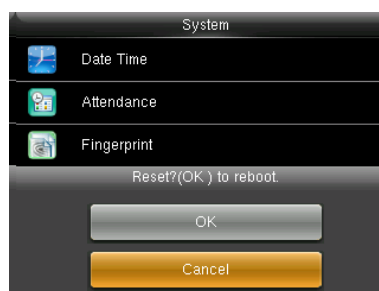 System
Date Time
Attendance
Fingerprint
Reset?(OK ) to reboot.
OK
Cancel